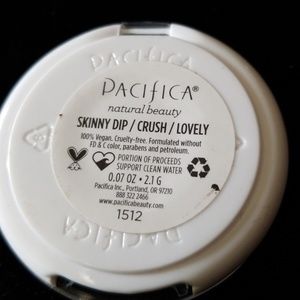 PACIFICA
PACIFICA®
natural beauty
SKINNY DIP / CRUSH / LOVELY
100% Vegan. Cruelty-free. Formulated without
FD & C color, parabens and petroleum.
PORTION OF PROCEEDS
SUPPORT CLEAN WATER
0.07 OZ • 2.1 G
Pacifica Inc., Portland, OR 97210
888 322 2466
www.pacificabeauty.com
1512
PACIFICA